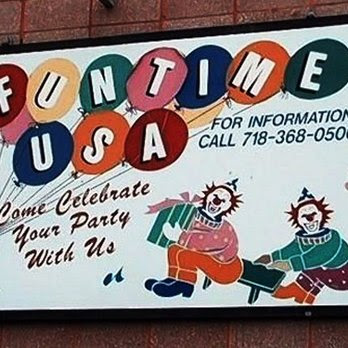 FUNTIME
USA
FOR INFORMATION
CALL 718-368-0500
Come Celebrate
Your Party
With Us